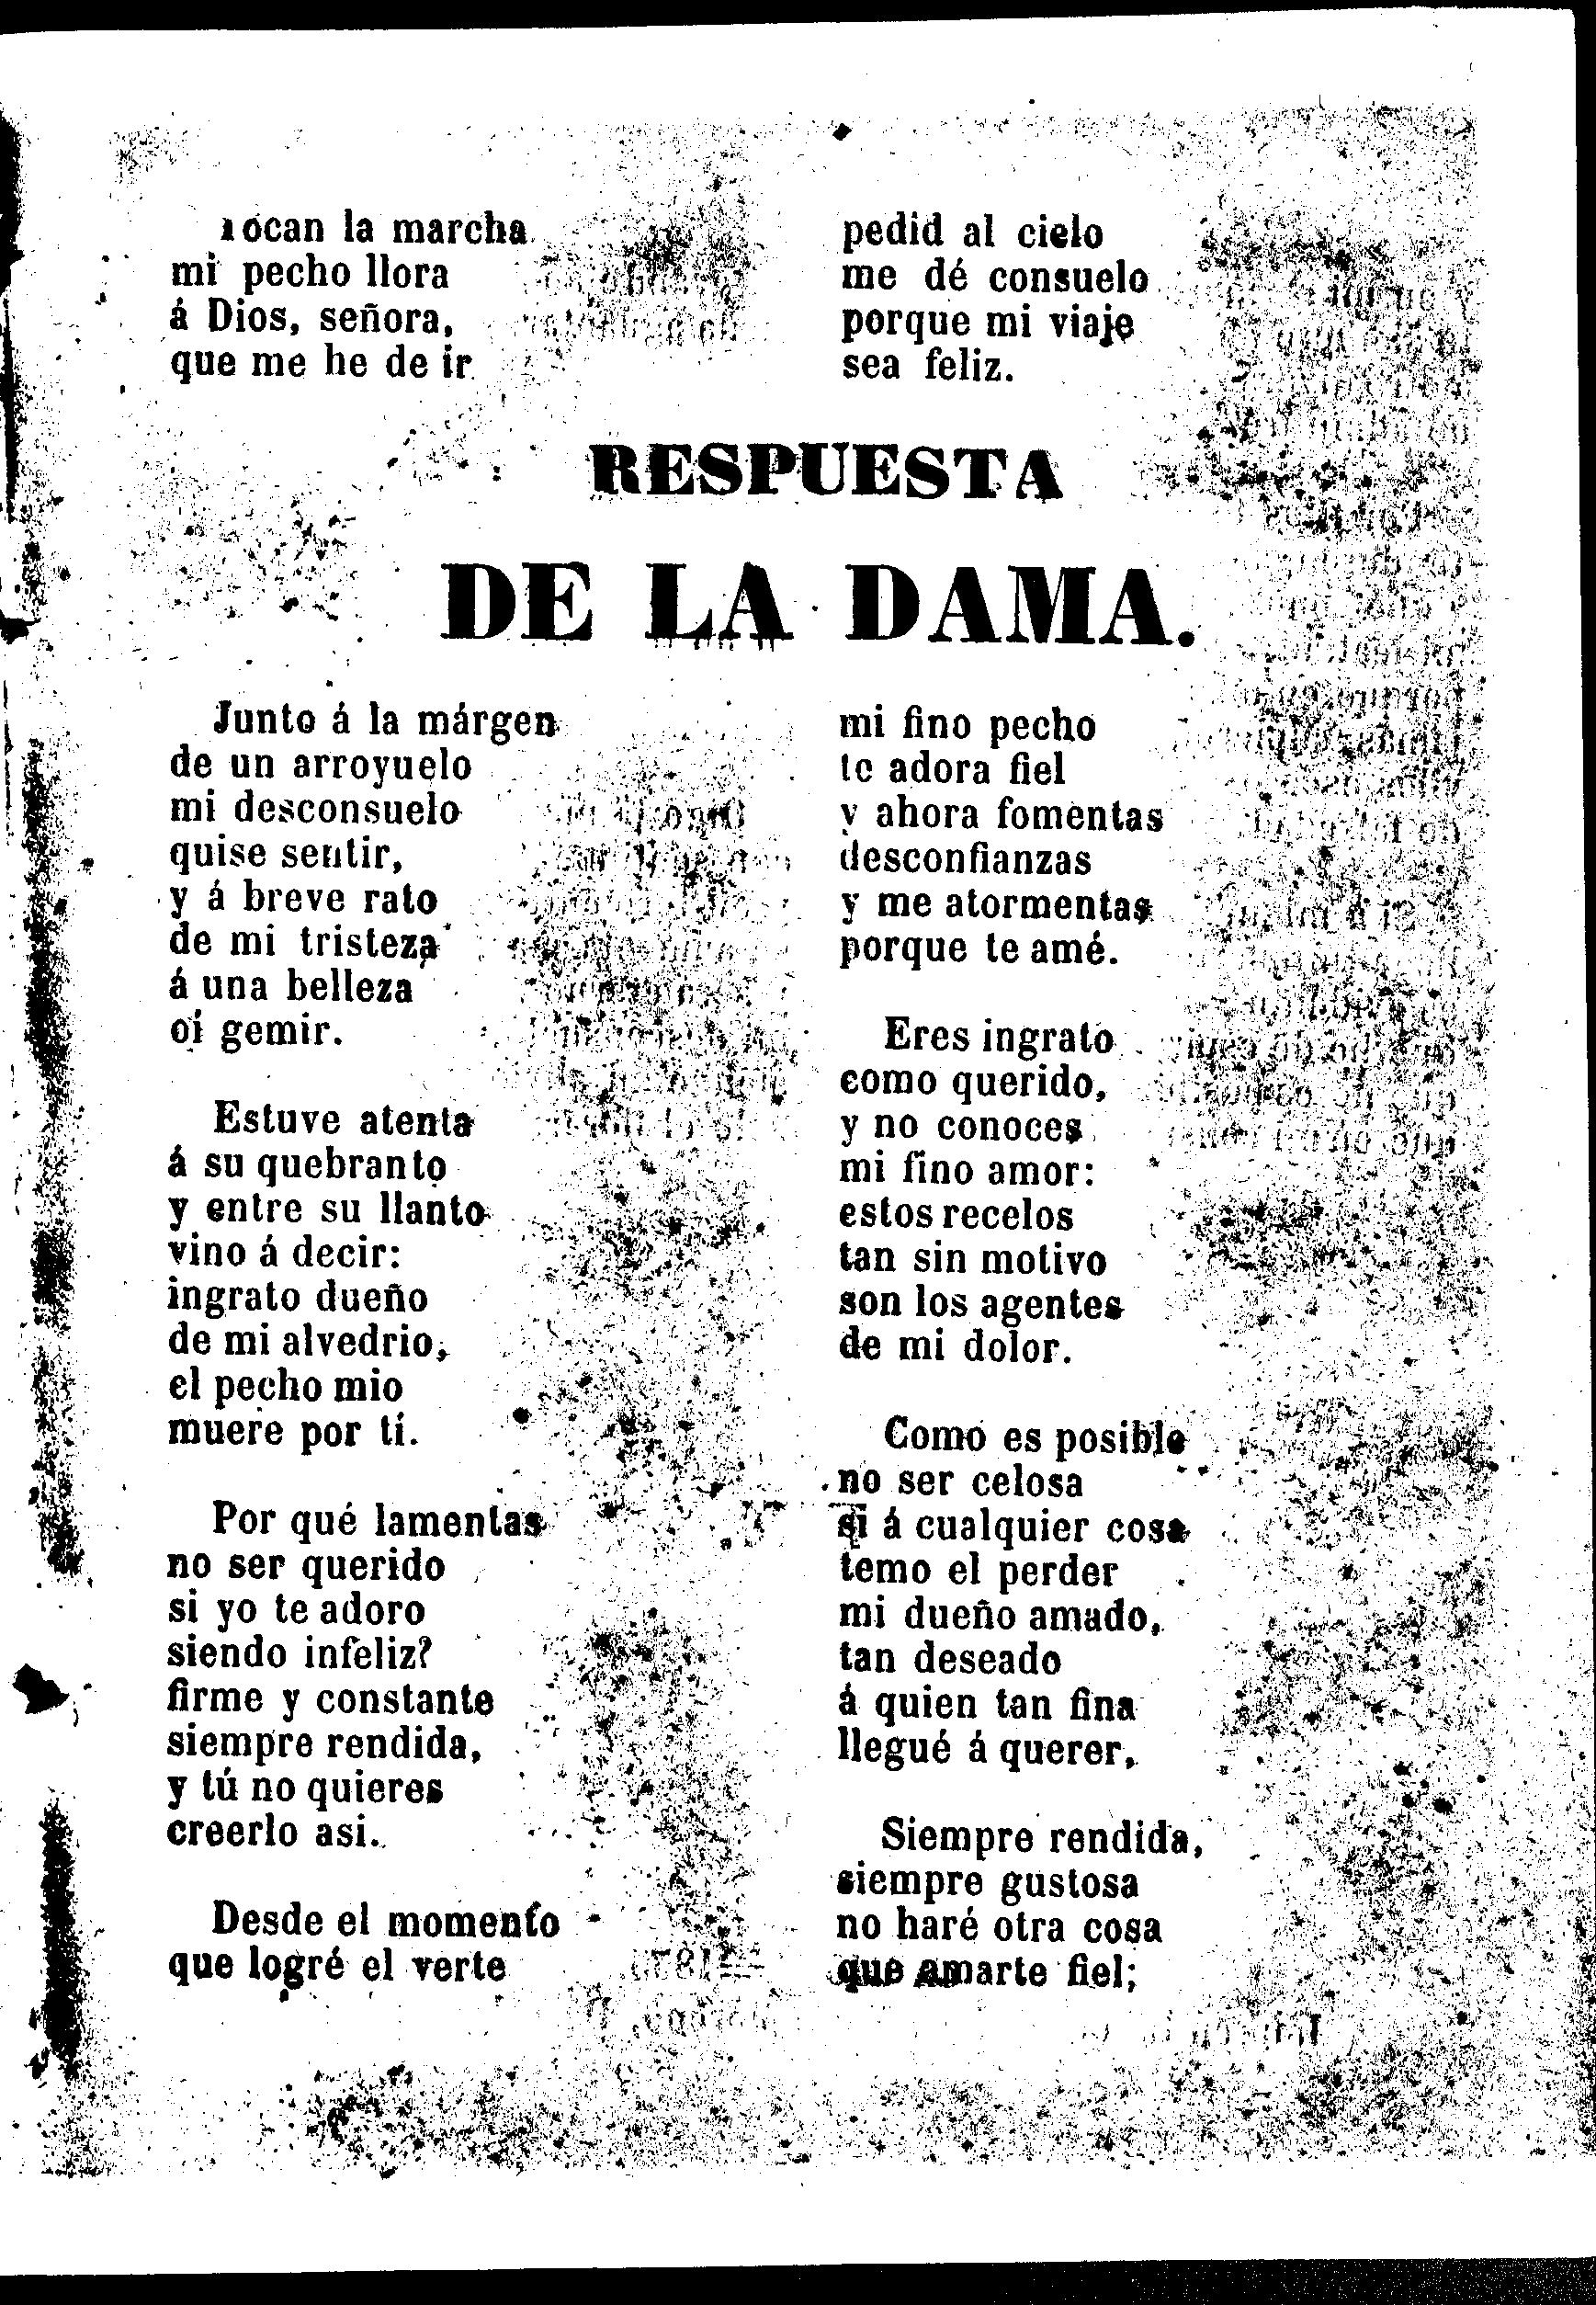 Tocan la marcha
mi pecho llora
á Dios, señora,
que me he de ir
pedid al cielo
me dé consuelo
porque mi viaje
sea feliz.
RESPUESTA
DE LA DAMA.
Junto á la márgen
de un arroyuelo
mi desconsuelo
quise sentir,
y á breve rato
de mi tristeza
á una belleza
oí gemir.
Estuve atenta
á su quebranto
y entre su llanto
vino á decir:
ingrato dueño
de mi alvedrio,
el pecho mio
muere por tí.
Por qué lamentas
no ser querido
si yo te adoro
siendo infeliz?
firme y constante
siempre rendida,
y tú no quieres
creerlo asi.
Desde el momento
que logré el verte
mi fino pecho
te adora fiel
y ahora fomentas
desconfianzas
y me atormentas
porque te amé.
Eres ingrato
como querido,
y no conoces
mi fino amor:
estos recelos
tan sin motivo
son los agentes
de mi dolor.
Como es posible
no ser celosa
si á cualquier cosa
temo el perder
mi dueño amado,
tan deseado
á quien tan fina
llegué á querer,
Siempre rendida,
siempre gustosa
no haré otra cosa
que amarte fiel;